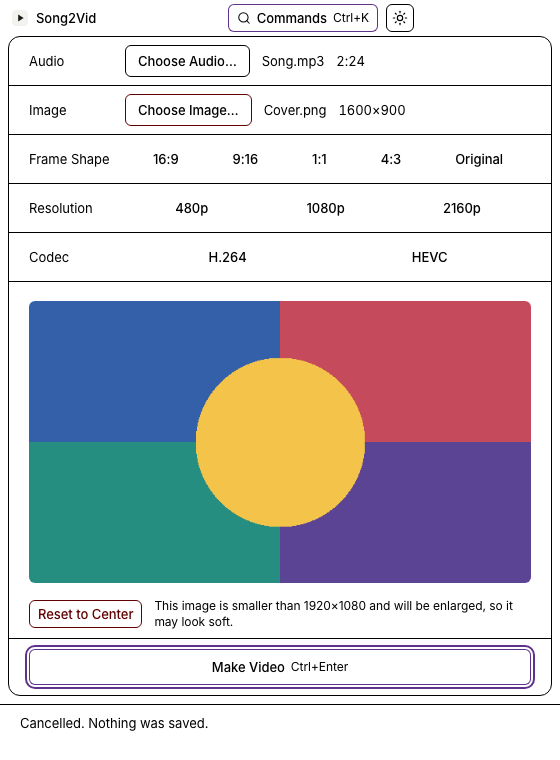 Song2Vid Commands Ctrl+K
Audio Choose Audio... Song.mp3 2:24
Image Choose Image... Cover.png 1600×900
Frame Shape 16:9 9:16 1:1 4:3 Original
Resolution 480p 1080p 2160p
Codec H.264 HEVC
Reset to Center
This image is smaller than 1920×1080 and will be enlarged, so it
may look soft.
Make Video Ctrl+Enter
Cancelled. Nothing was saved.